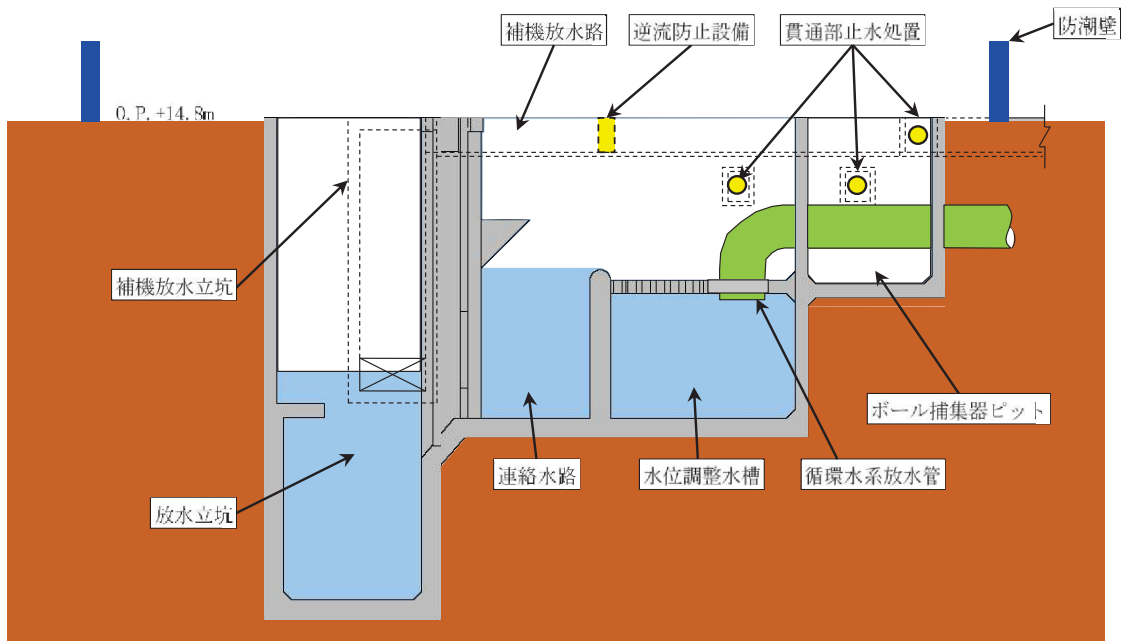 補機放水路
逆流防止設備
貫通部止水処置
防潮壁
O.P.+14.8m
補機放水立坑
ボール捕集器ピット
連絡水路
水位調整水槽
循環水系放水管
放水立坑